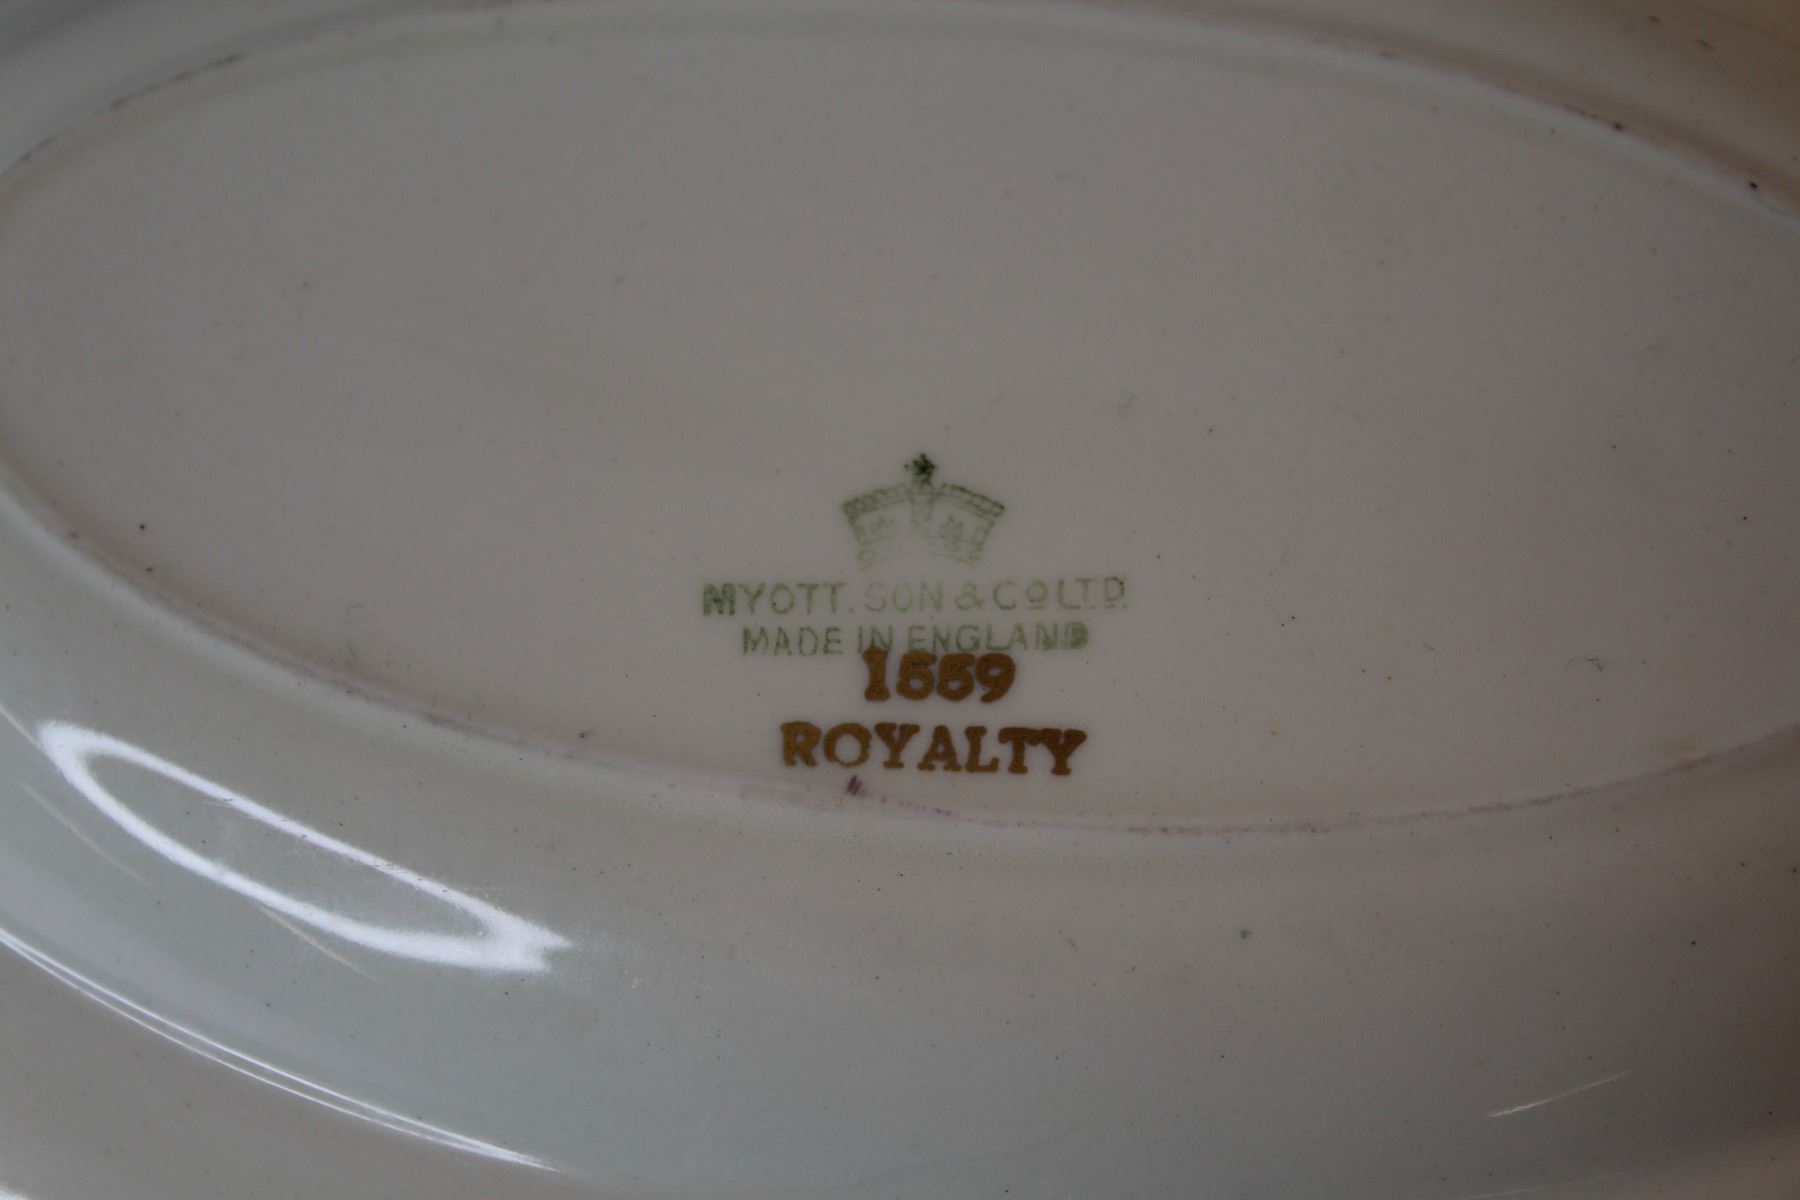 MYOTT. SON & Co LTD.
MADE IN ENGLAND
1559
ROYALTY